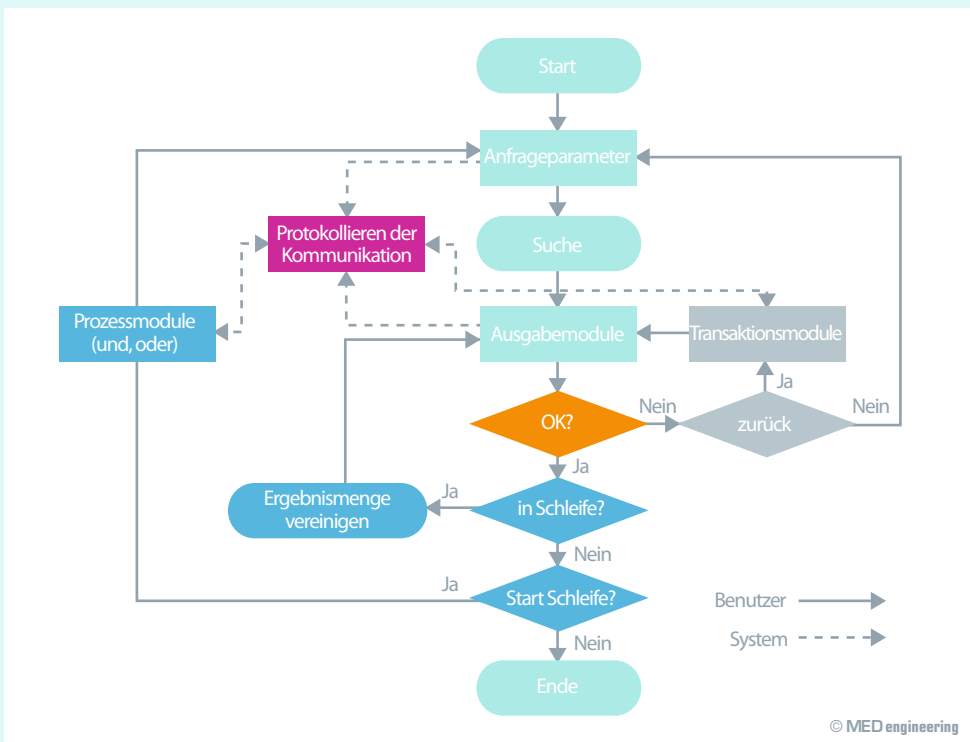 Start
Anfrageparameter
Protokollieren der
Kommunikation
Suche
Prozessmodule
(und, oder)
Ausgabemodule
Transaktionsmodule
Ja
OK?
Nein
zurück
Nein
Ja
Ergebnismenge
vereinigen
Ja
in Schleife?
Nein
Ja
Start Schleife?
Benutzer
System
Nein
Ende
© MED engineering